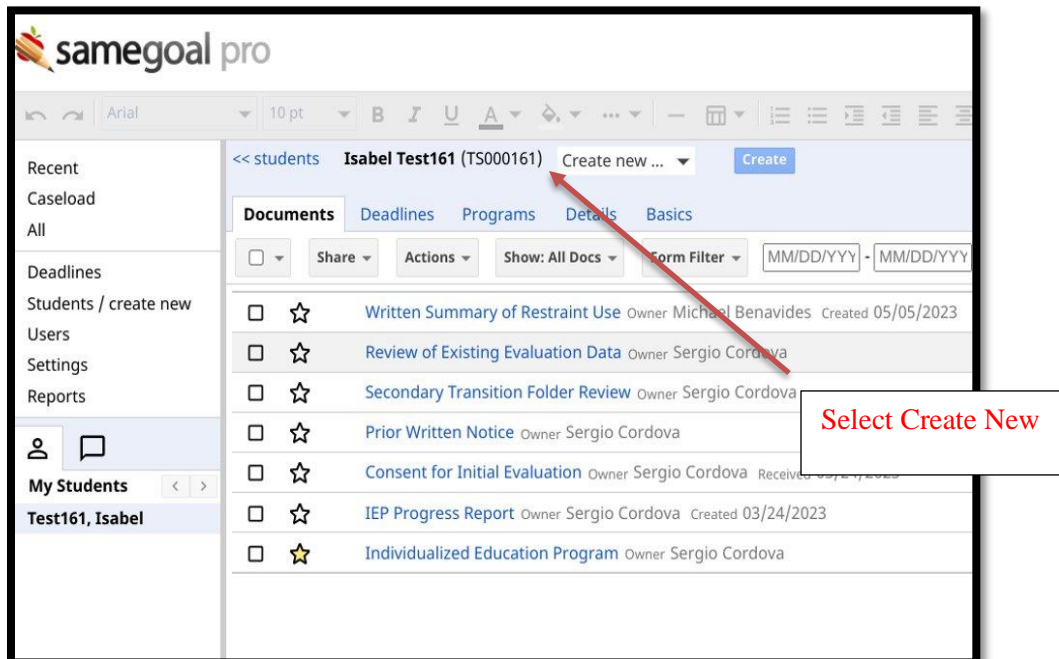 samegoal pro
Arial 10 pt B I U A
Recent
Caseload
All
Deadlines
Students / create new
Users
Settings
Reports
My Students < >
Test161, Isabel
<< students Isabel Test161 (TS000161) Create new ... Create
Documents Deadlines Programs Details Basics
Share Actions Show: All Docs Form Filter MM/DD/YYY - MM/DD/YYY
Written Summary of Restraint Use Owner Michael Benavides Created 05/05/2023
Review of Existing Evaluation Data Owner Sergio Cordova
Secondary Transition Folder Review Owner Sergio Cordova
Prior Written Notice Owner Sergio Cordova
Consent for Initial Evaluation Owner Sergio Cordova Received
IEP Progress Report Owner Sergio Cordova Created 03/24/2023
Individualized Education Program Owner Sergio Cordova
Select Create New